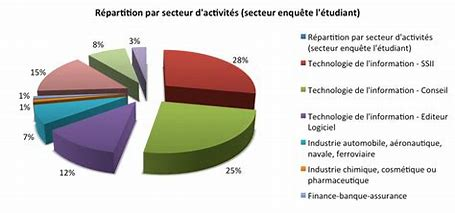 Répartition par secteur d'activités (secteur enquête l'étudiant)
3%
8%
28%
15%
1%
1%
7%
12%
25%
Répartition par secteur d'activités
(secteur enquête l'étudiant)
Technologie de l'information - SSII
Technologie de l'information - Conseil
Technologie de l'information - Editeur
Logiciel
Industrie automobile, aéronautique,
navale, ferroviaire
Industrie chimique, cosmétique ou
pharmaceutique
Finance-banque-assurance